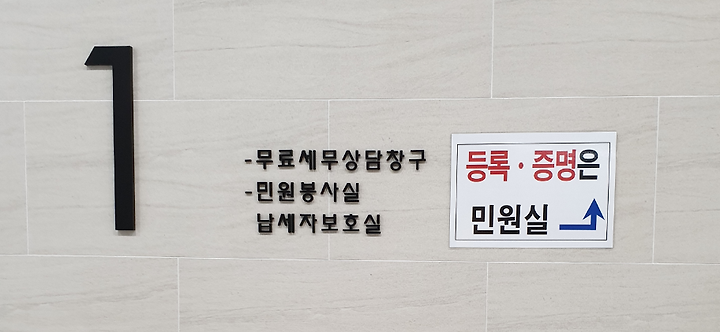 1
-무료세무상담창구
-민원봉사실
납세자보호실
등록·증명은
민원실